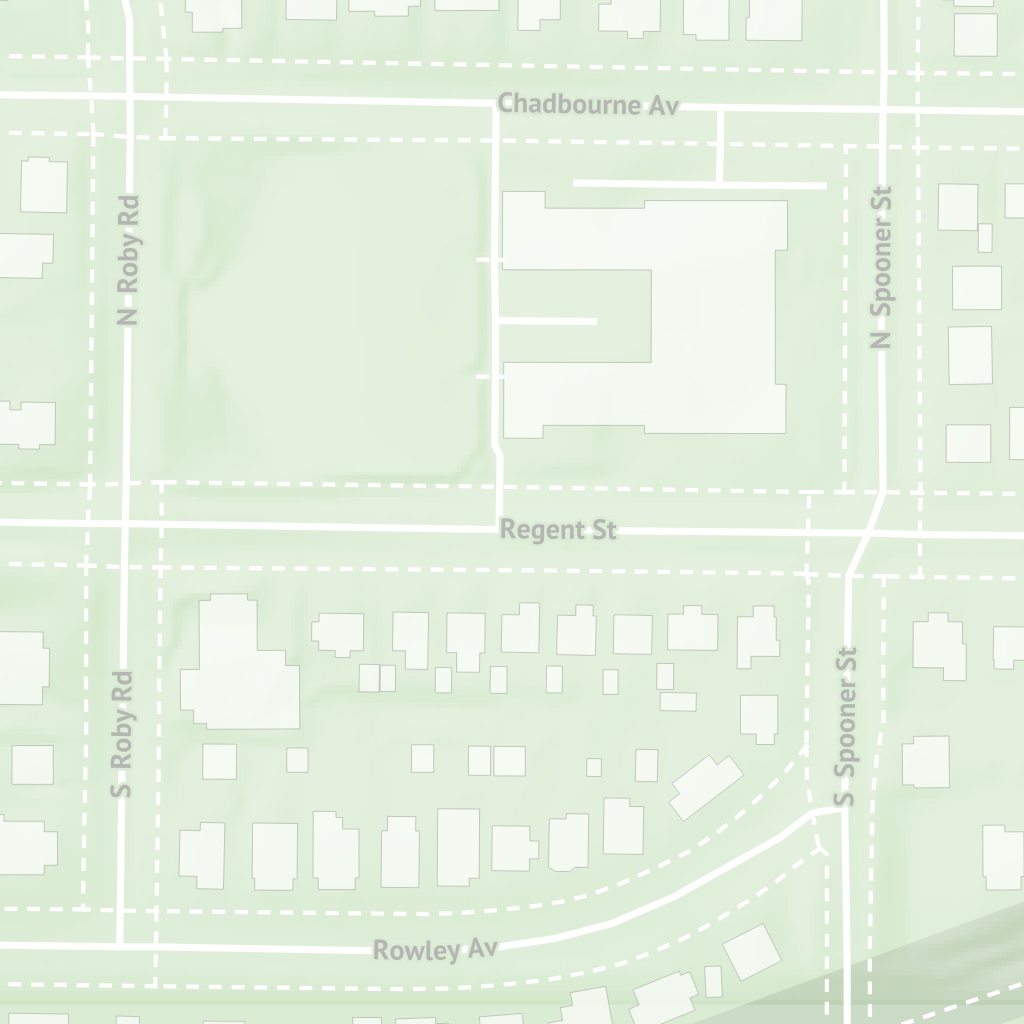 Chadbourne Av
N Roby Rd
N Spooner St
Regent St
S Roby Rd
S Spooner St
Rowley Av